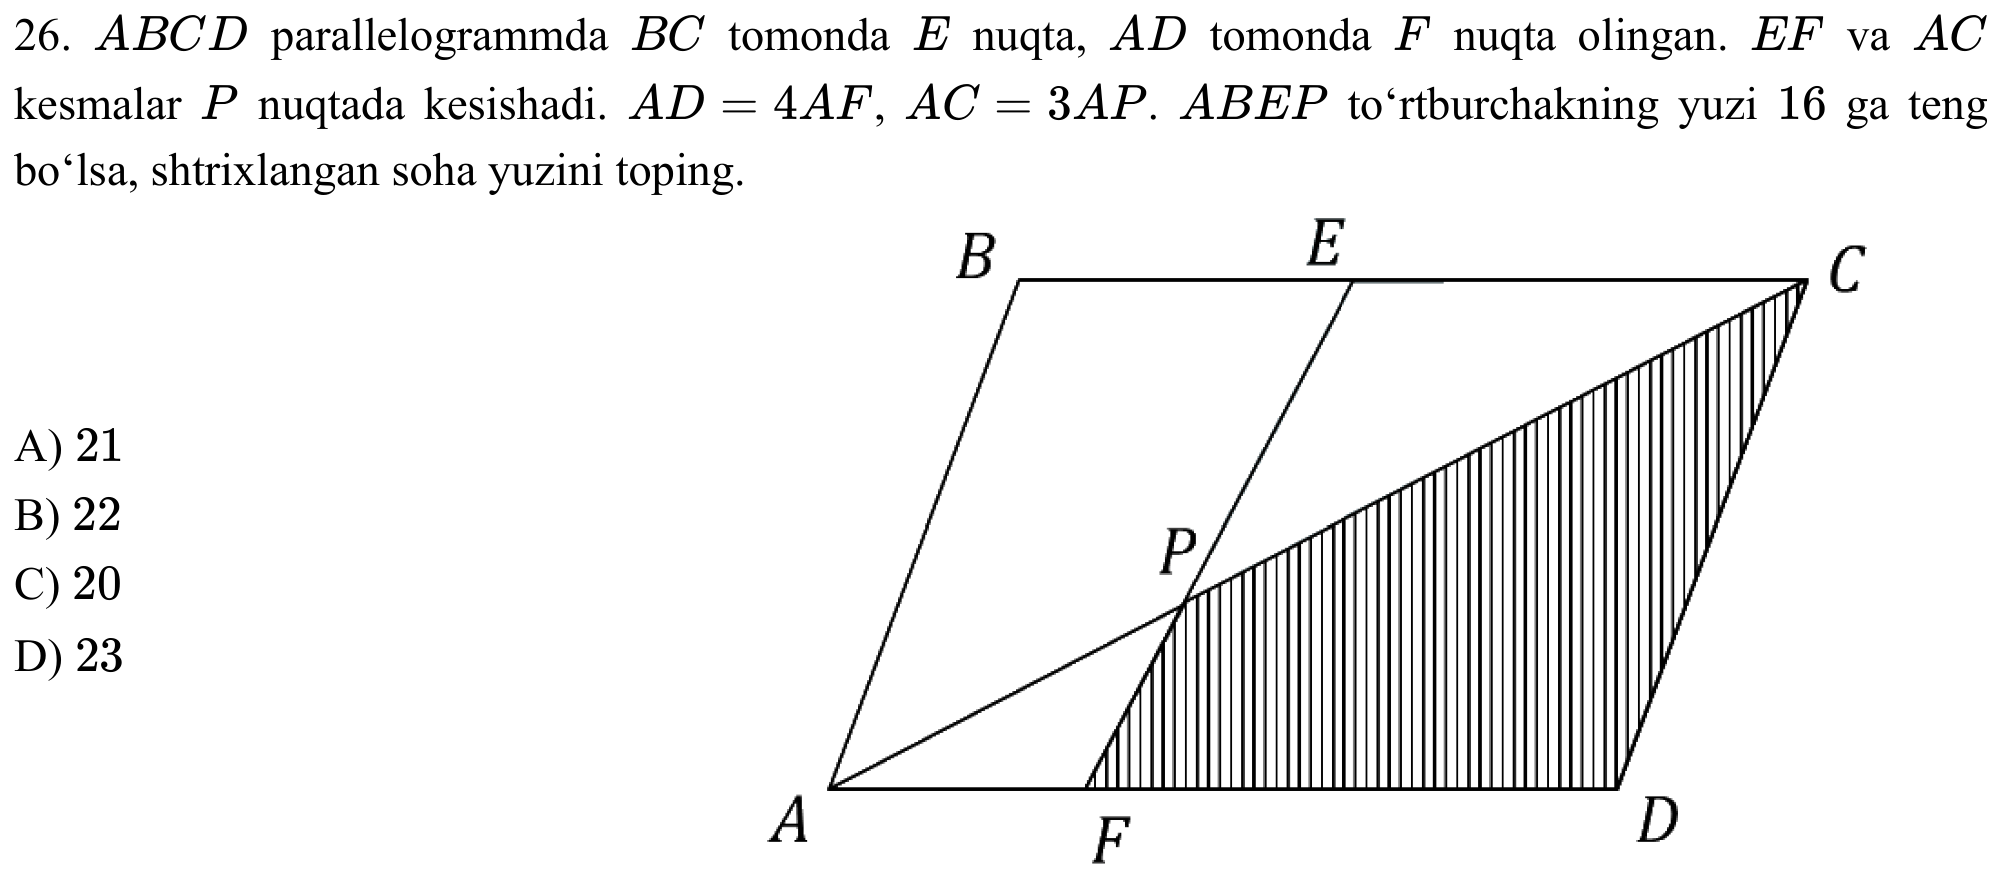 26. ABCD parallelogrammda BC tomonda E nuqta, AD tomonda F nuqta olingan. EF va AC
kesmalar P nuqtada kesishadi. AD = 4AF, AC = 3AP. ABEP to‘rtburchakning yuzi 16 ga teng
bo‘lsa, shtrixlangan soha yuzini toping.
B
E
C
A) 21
B) 22
P
C) 20
D) 23
A
F
D